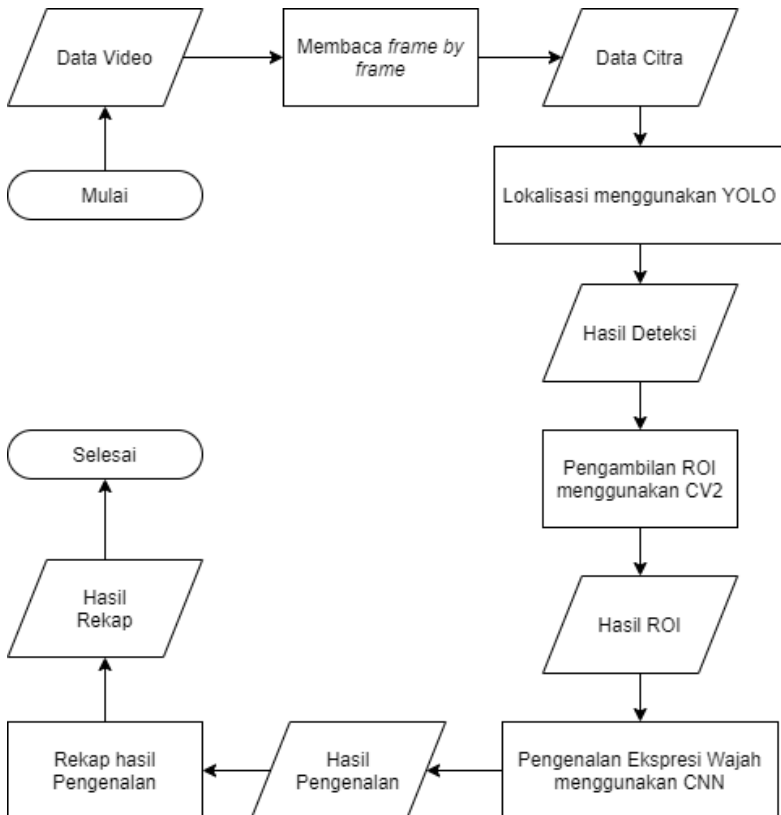 Data Video
Membaca frame by
frame
Data Citra
Mulai
Lokalisasi menggunakan YOLO
Hasil Deteksi
Selesai
Pengambilan ROI
menggunakan CV2
Hasil
Rekap
Hasil ROI
Rekap hasil
Pengenalan
Hasil
Pengenalan
Pengenalan Ekspresi Wajah
menggunakan CNN